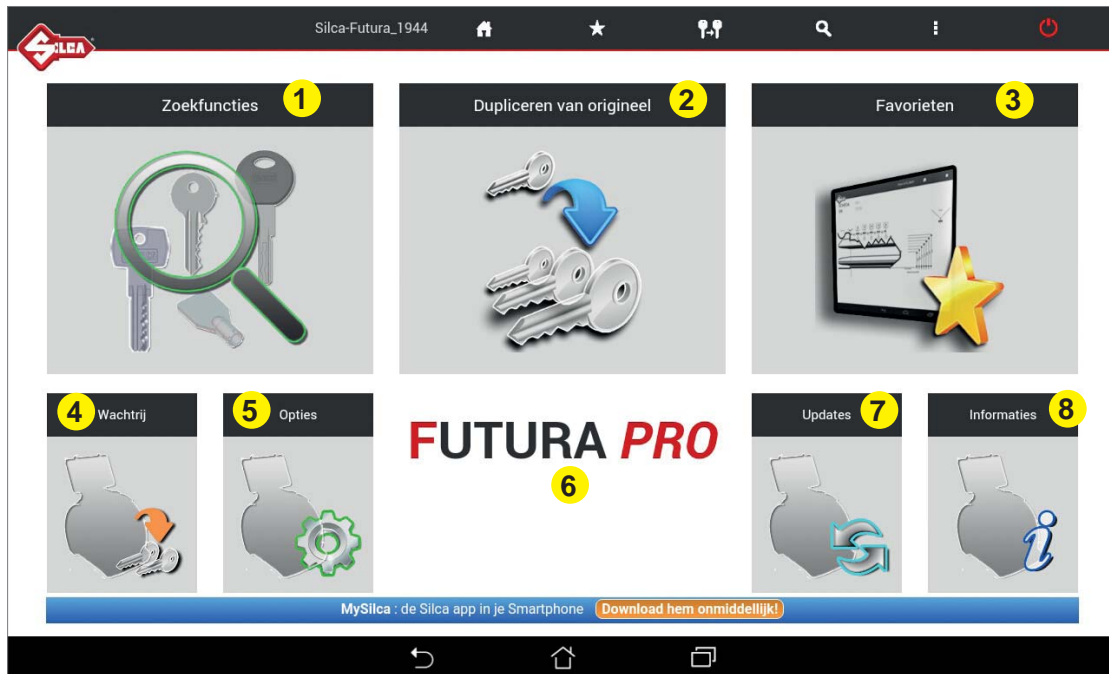 SILCA
Silca-Futura_1944
Zoekfuncties 1
Dupliceren van origineel 2
Favorieten 3
4 Wachtrij
5 Opties
FUTURA PRO
6
Updates 7
Informaties 8
MySilca : de Silca app in je Smartphone Download hem onmiddellijk!